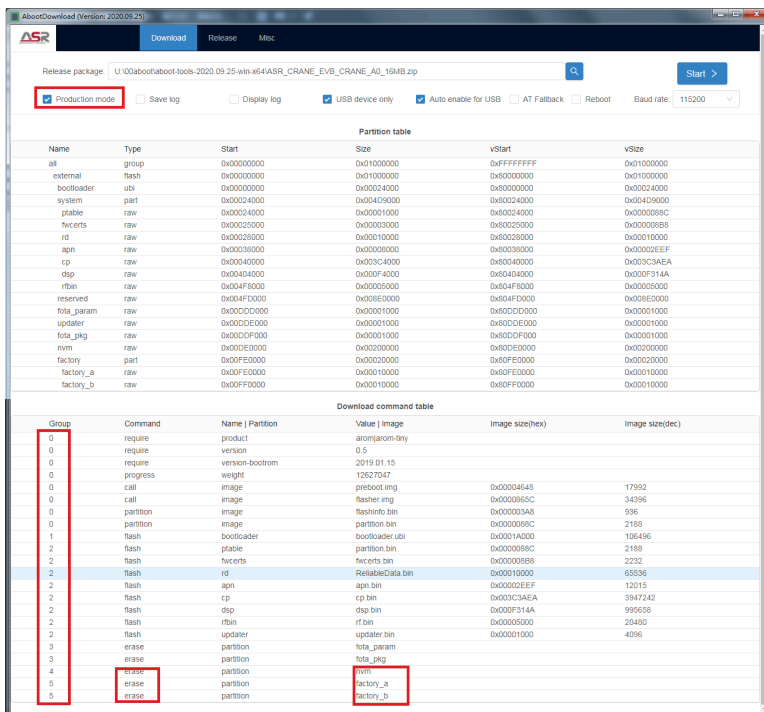 AbootDownload (Version: 2020.09.25)
ASR Download Release Misc
Release package: U:\00aboot\aboot-tools-2020.09.25-win-x64\ASR_CRANE_EVB_CRANE_A0_16MB.zip Start >
Production mode Save log Display log USB device only Auto enable for USB AT Fallback Reboot Baud rate: 115200
Partition table
Name Type Start Size vStart vSize
all group 0x00000000 0x01000000 0xFFFFFFFF 0x01000000
external flash 0x00000000 0x01000000 0x80000000 0x01000000
bootloader ubi 0x00000000 0x00024000 0x80000000 0x00024000
system part 0x00024000 0x004D9000 0x80024000 0x004D9000
ptable raw 0x00024000 0x00001000 0x80024000 0x0000088C
fwcerts raw 0x00025000 0x00003000 0x80025000 0x000008B8
rd raw 0x00028000 0x00010000 0x80028000 0x00010000
apn raw 0x00038000 0x00008000 0x80038000 0x00002EEF
cp raw 0x00040000 0x003C4000 0x80040000 0x003C3AEA
dsp raw 0x00404000 0x000F4000 0x80404000 0x000F314A
rfbin raw 0x004F8000 0x00005000 0x804F8000 0x00005000
reserved raw 0x004FD000 0x008E0000 0x804FD000 0x008E0000
fota_param raw 0x00DDD000 0x00001000 0x80DDD000 0x00001000
updater raw 0x00DDE000 0x00001000 0x80DDE000 0x00001000
fota_pkg raw 0x00DDF000 0x00001000 0x80DDF000 0x00001000
nvm raw 0x00DE0000 0x00200000 0x80DE0000 0x00200000
factory part 0x00FE0000 0x00020000 0x80FE0000 0x00020000
factory_a raw 0x00FE0000 0x00010000 0x80FE0000 0x00010000
factory_b raw 0x00FF0000 0x00010000 0x80FF0000 0x00010000
Download command table
Group Command Name | Partition Value | Image Image size(hex) Image size(dec)
0 require product arom|arom-tiny
0 require version 0.5
0 require version-bootrom 2019.01.15
0 progress weight 12627047
0 call image preboot.img 0x00004648 17992
0 call image flasher.img 0x0000865C 34396
0 partition image flashinfo.bin 0x000003A8 936
0 partition image partition.bin 0x0000088C 2188
1 flash bootloader bootloader.ubi 0x0001A000 106496
2 flash ptable partition.bin 0x0000088C 2188
2 flash fwcerts fwcerts.bin 0x000008B8 2232
2 flash rd ReliableData.bin 0x00010000 65536
2 flash apn apn.bin 0x00002EEF 12015
2 flash cp cp.bin 0x003C3AEA 3947242
2 flash dsp dsp.bin 0x000F314A 995658
2 flash rfbin rf.bin 0x00005000 20480
2 flash updater updater.bin 0x00001000 4096
3 erase partition fota_param
3 erase partition fota_pkg
4 erase partition nvm
5 erase partition factory_a
5 erase partition factory_b